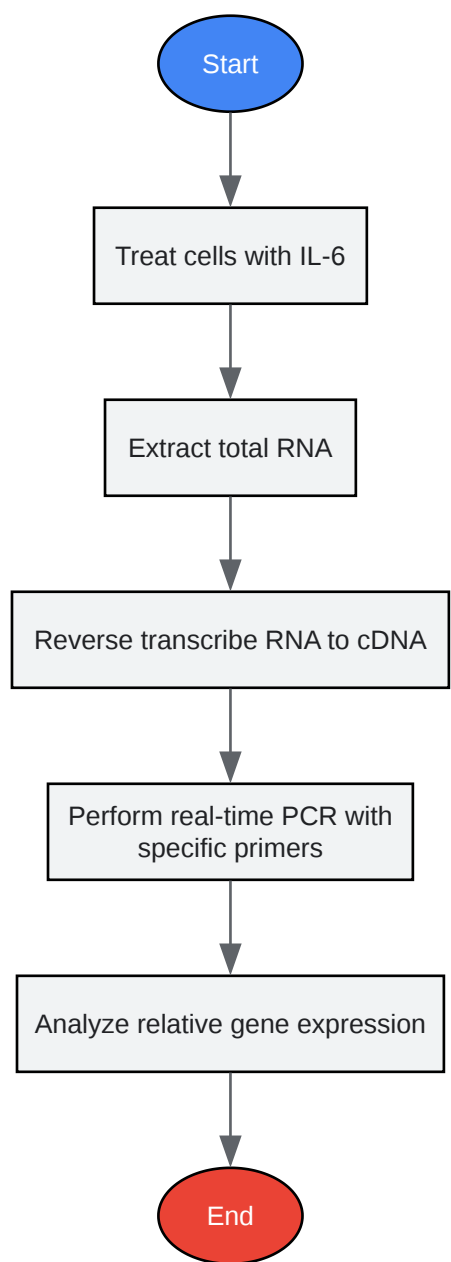 Start
Treat cells with IL-6
Extract total RNA
Reverse transcribe RNA to cDNA
Perform real-time PCR with
specific primers
Analyze relative gene expression
End